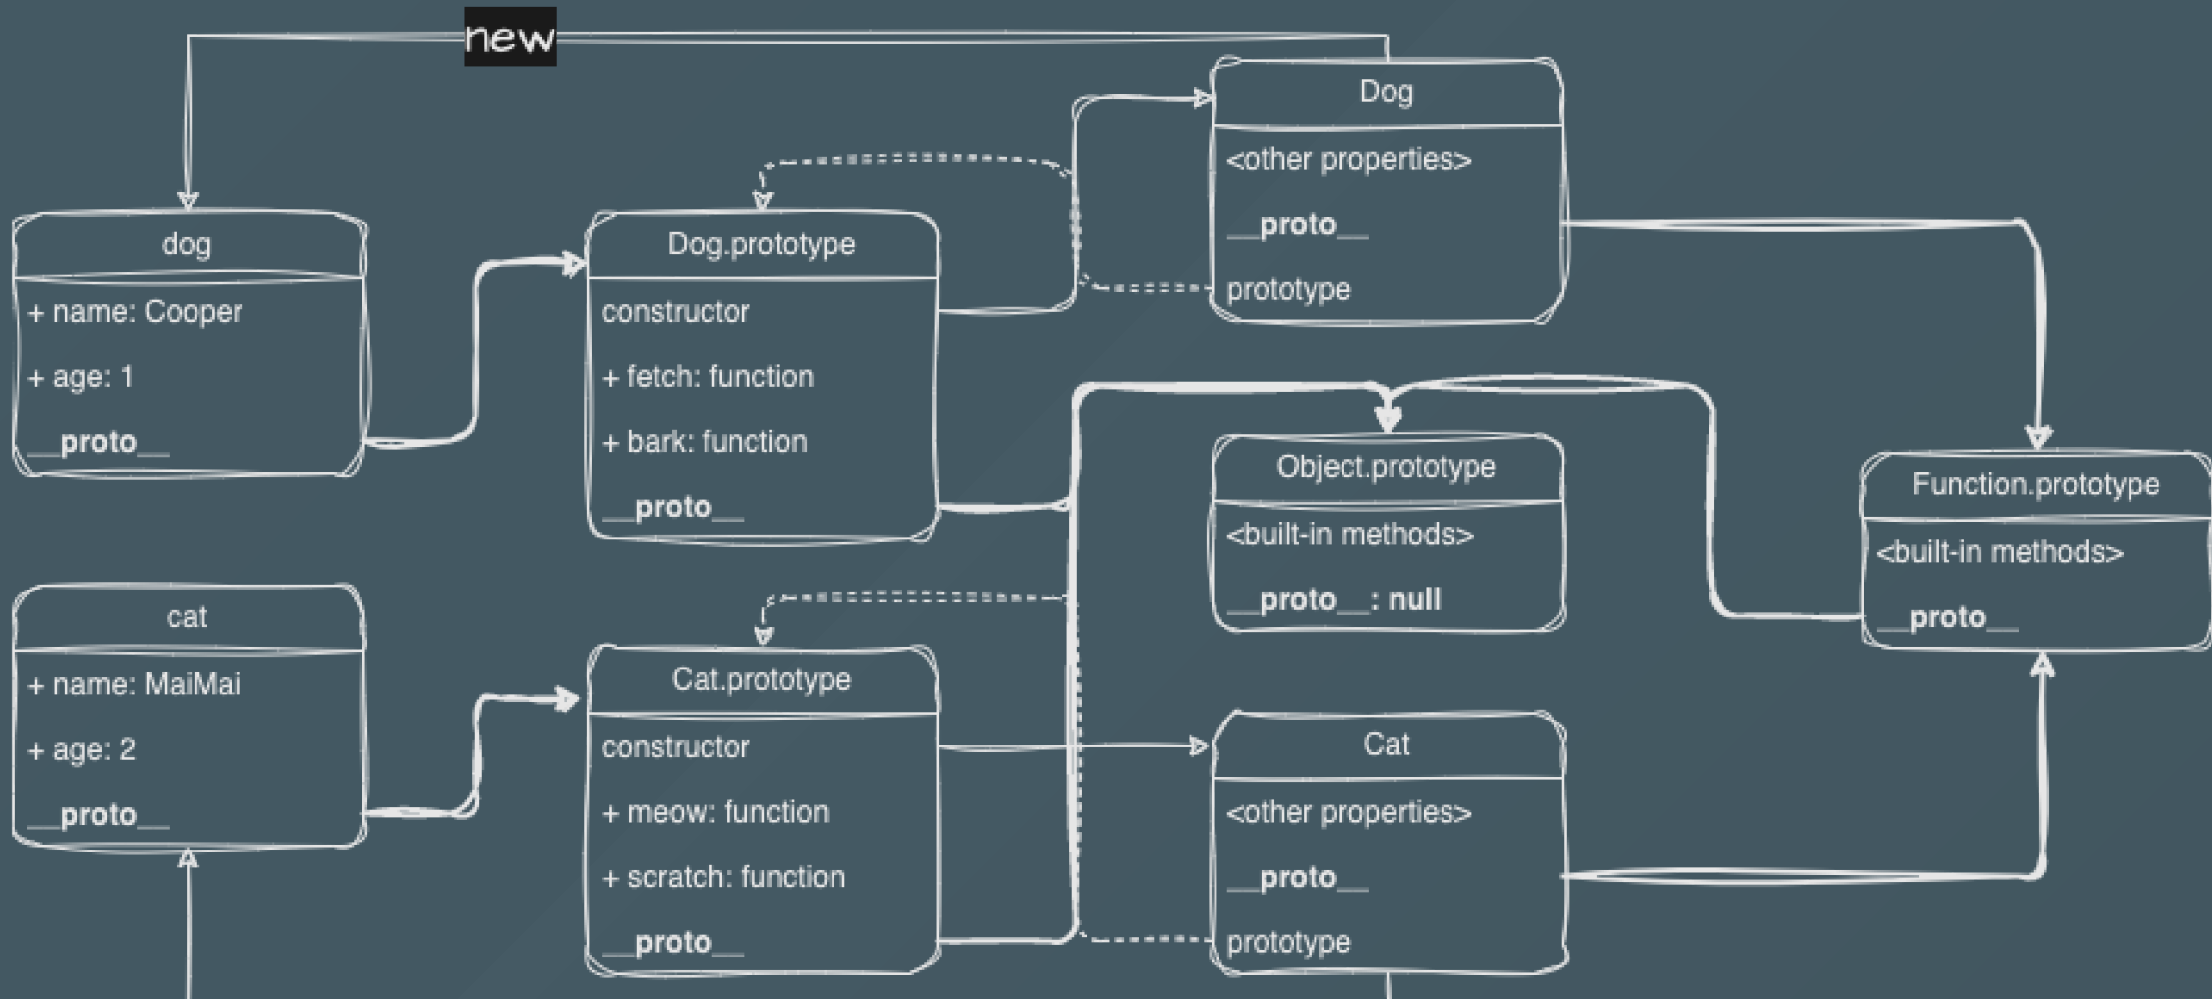 new
Dog
<other properties>
__proto__
prototype
dog
+ name: Cooper
+ age: 1
__proto__
Dog.prototype
constructor
+ fetch: function
+ bark: function
__proto__
Object.prototype
<built-in methods>
__proto__: null
Function.prototype
<built-in methods>
__proto__
cat
+ name: MaiMai
+ age: 2
__proto__
Cat.prototype
constructor
+ meow: function
+ scratch: function
__proto__
Cat
<other properties>
__proto__
prototype